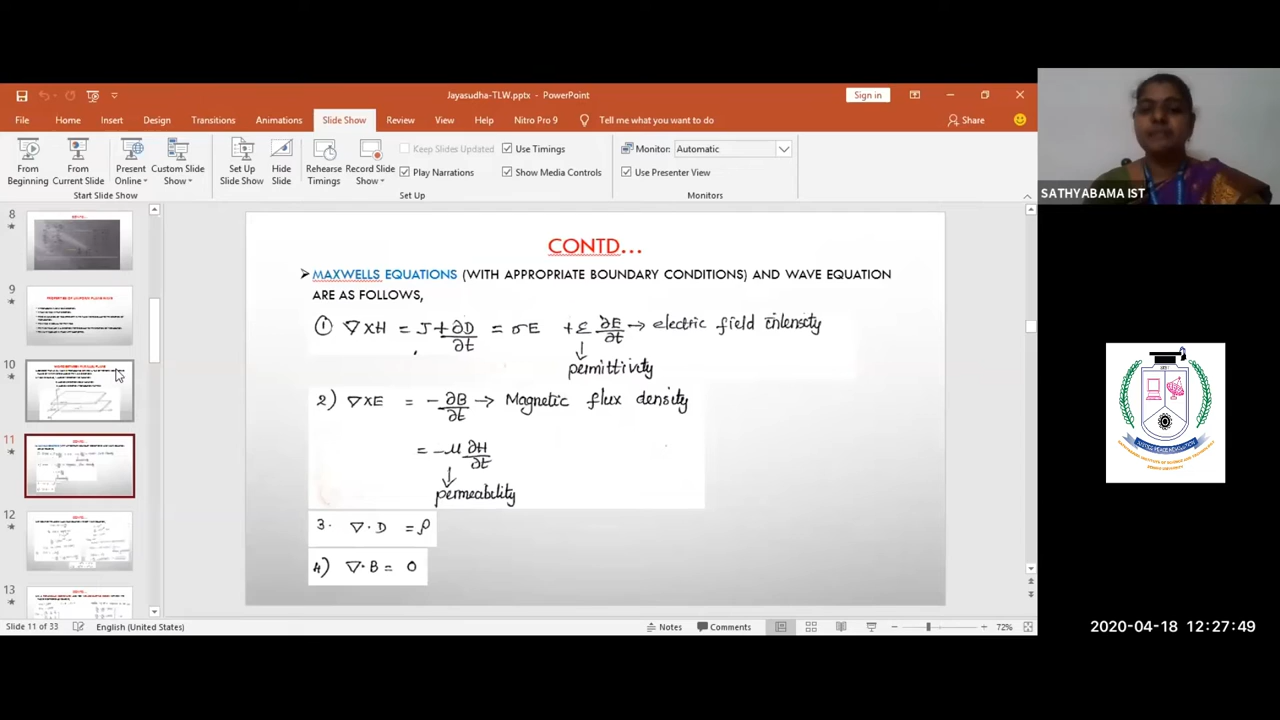 Jayasudha-TLW.pptx - PowerPoint
Sign in
File Home Insert Design Transitions Animations Slide Show Review View Help Nitro Pro 9 Tell me what you want to do Share
From Beginning
From Current Slide
Present Online
Custom Slide Show
Set Up Slide Show
Hide Slide
Rehearse Timings
Record Slide Show
Keep Slides Updated
Use Timings
Play Narrations
Show Media Controls
Monitor: Automatic
Use Presenter View
Start Slide Show
Set Up
Monitors
SATHYABAMA IST
8
9
10
11
12
13
CONTD...
MAXWELLS EQUATIONS (WITH APPROPRIATE BOUNDARY CONDITIONS) AND WAVE EQUATION
ARE AS FOLLOWS,
① ∇XH = J + ∂D/∂t = σE + ε ∂E/∂t → electric field intensity
↓
permittivity
2) ∇XE = - ∂B/∂t → Magnetic flux density
= -μ ∂H/∂t
↓
permeability
3. ∇·D = ρ
4) ∇·B = 0
Slide 11 of 33 English (United States) Notes Comments 72%
2020-04-18 12:27:49